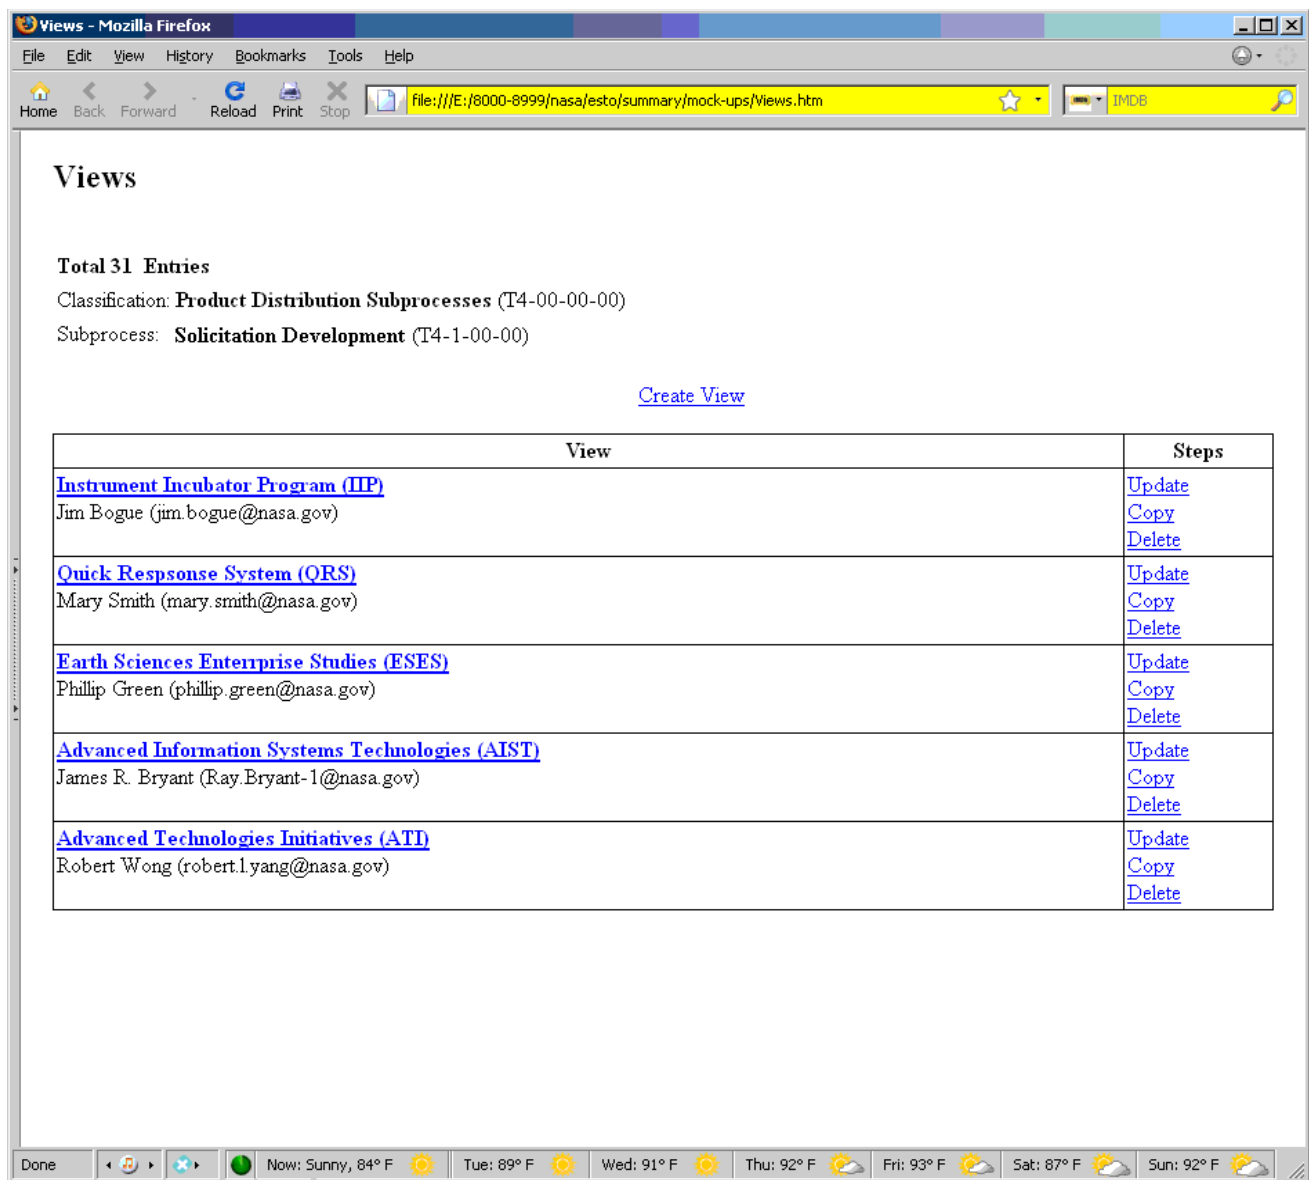 Views - Mozilla Firefox
File Edit View History Bookmarks Tools Help
Home Back Forward Reload Print Stop file:///E:/8000-8999/nasa/esto/summary/mock-ups/Views.htm IMDB
Views
Total 31 Entries
Classification: Product Distribution Subprocesses (T4-00-00-00)
Subprocess: Solicitation Development (T4-1-00-00)
Create View
View Steps
Instrument Incubator Program (IIP) Update
Jim Bogue (jim.bogue@nasa.gov) Copy
Delete
Quick Respsonse System (QRS) Update
Mary Smith (mary.smith@nasa.gov) Copy
Delete
Earth Sciences Enterrprise Studies (ESES) Update
Phillip Green (phillip.green@nasa.gov) Copy
Delete
Advanced Information Systems Technologies (AIST) Update
James R. Bryant (Ray.Bryant-1@nasa.gov) Copy
Delete
Advanced Technologies Initiatives (ATI) Update
Robert Wong (robert.l.yang@nasa.gov) Copy
Delete
Done Now: Sunny, 84° F Tue: 89° F Wed: 91° F Thu: 92° F Fri: 93° F Sat: 87° F Sun: 92° F